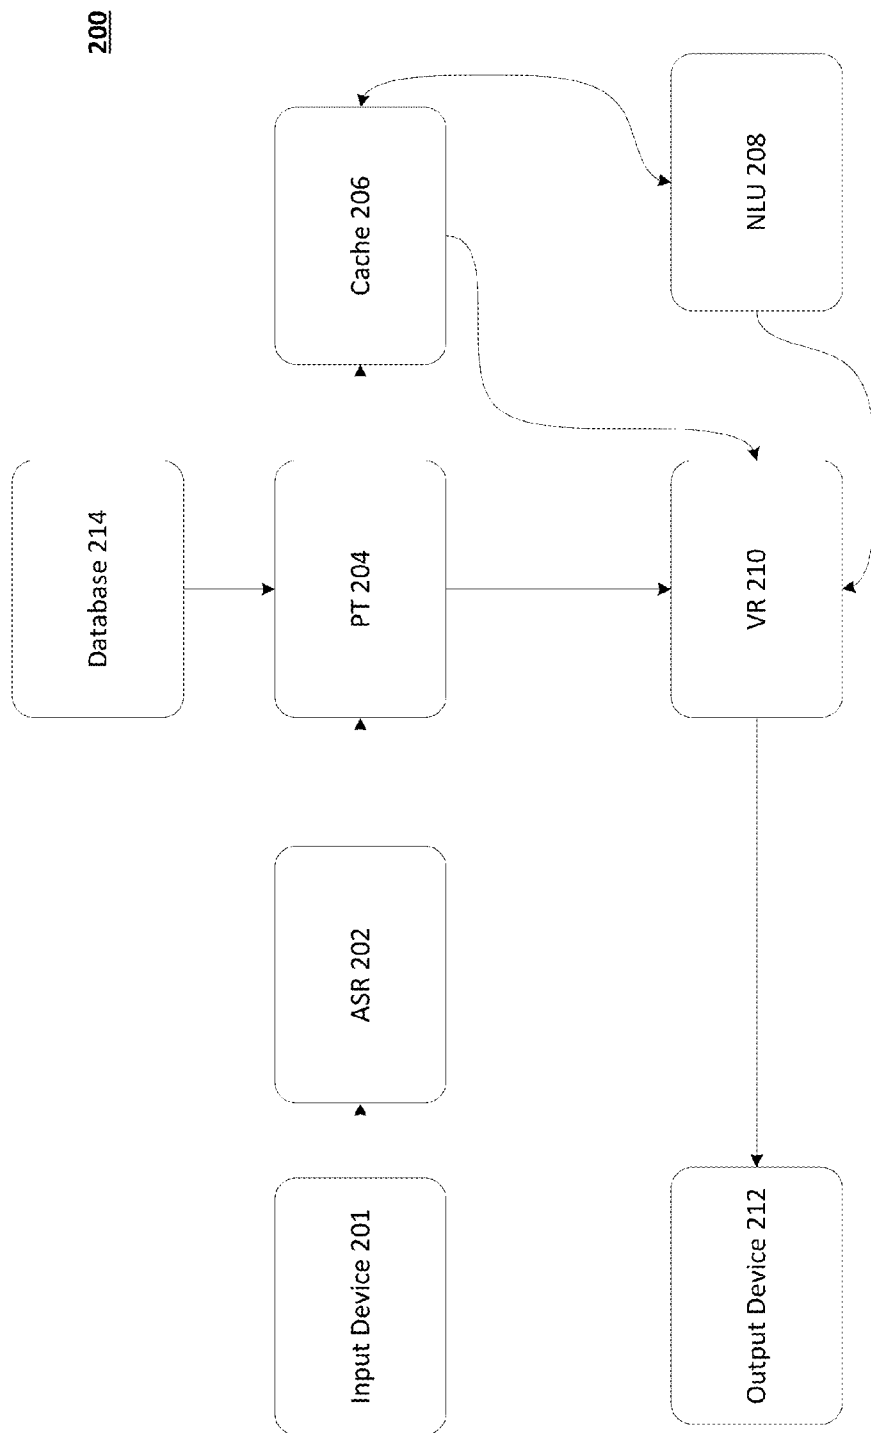 200
Database 214
Input Device 201
ASR 202
PT 204
Cache 206
Output Device 212
VR 210
NLU 208